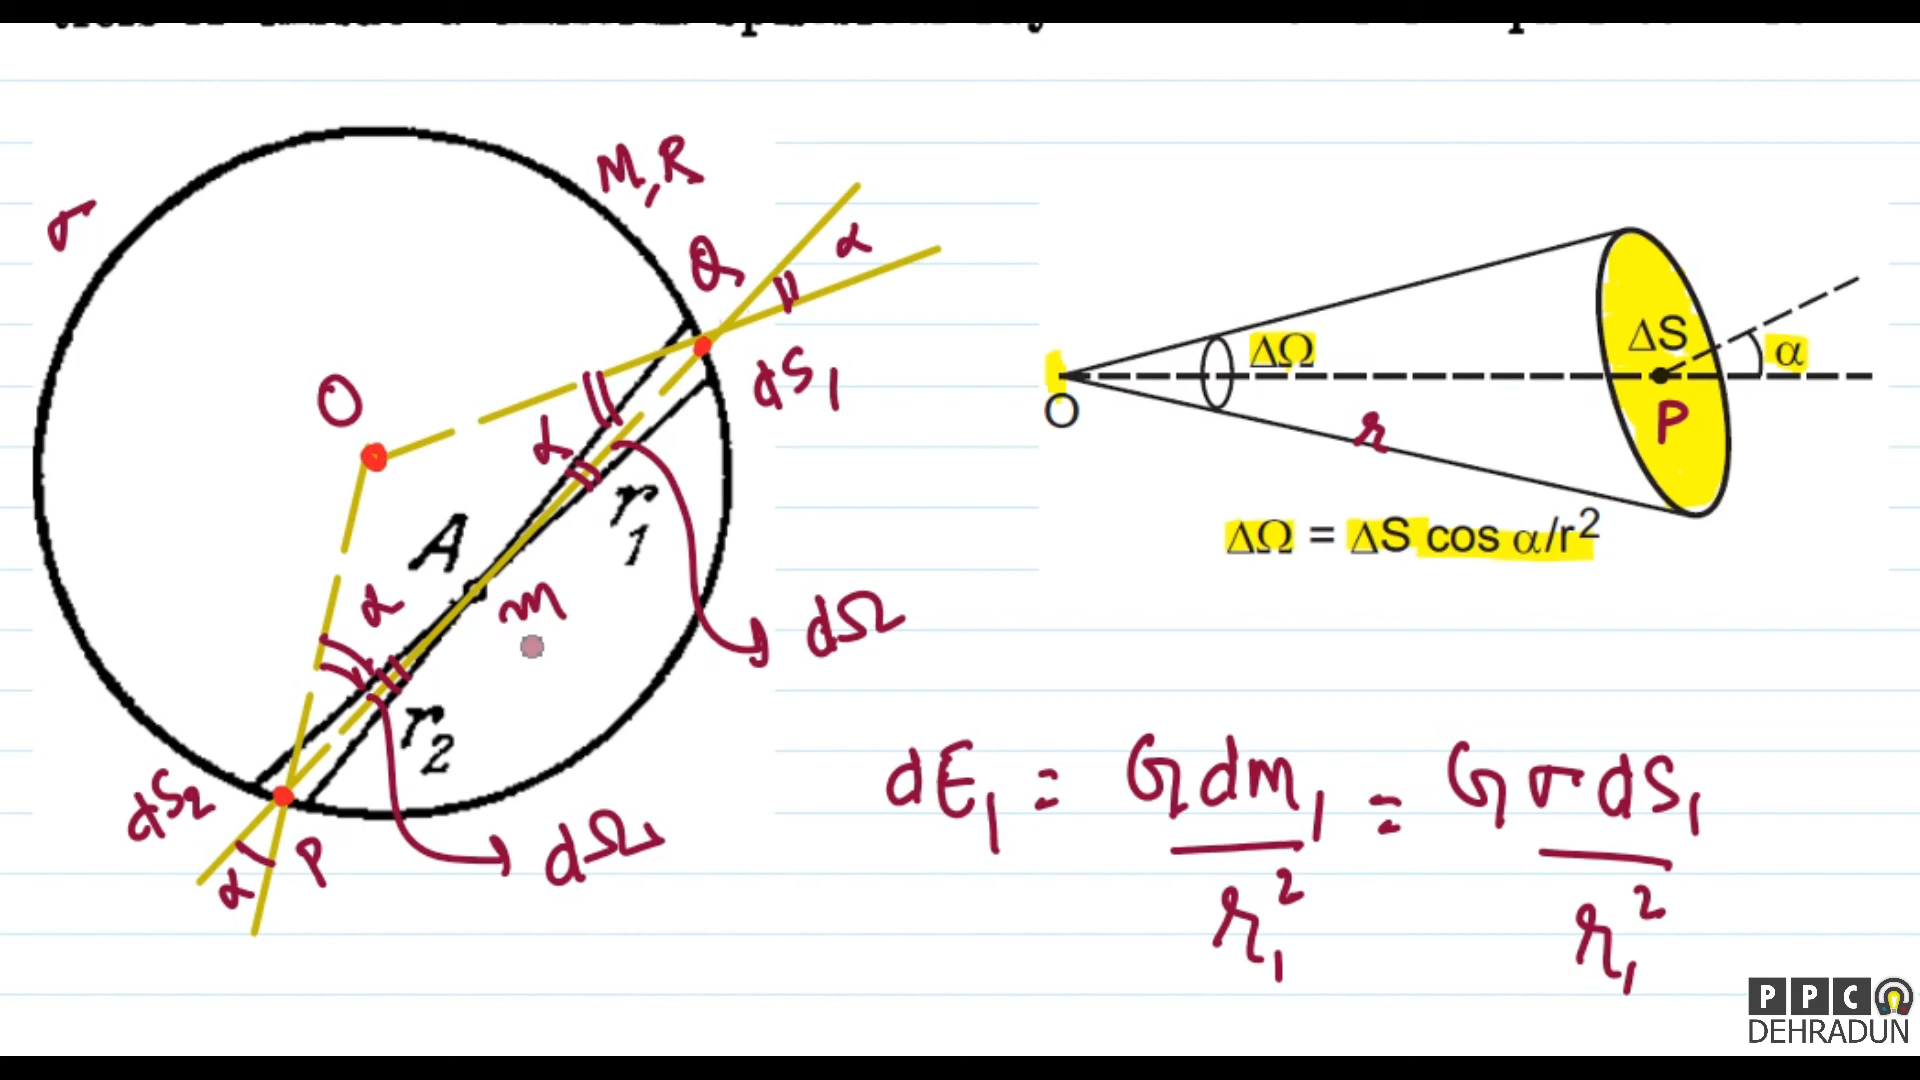 M, R
σ
Q
α
dS₁
O
α
r₁
A
α
m
dΩ
r₂
dS₂
P
α
dΩ
ΔΩ
ΔS
α
O
P
r
ΔΩ = ΔS cos α/r²
dE₁ = G dm₁ / r₁² = G σ dS₁ / r₁²
PPC
DEHRADUN